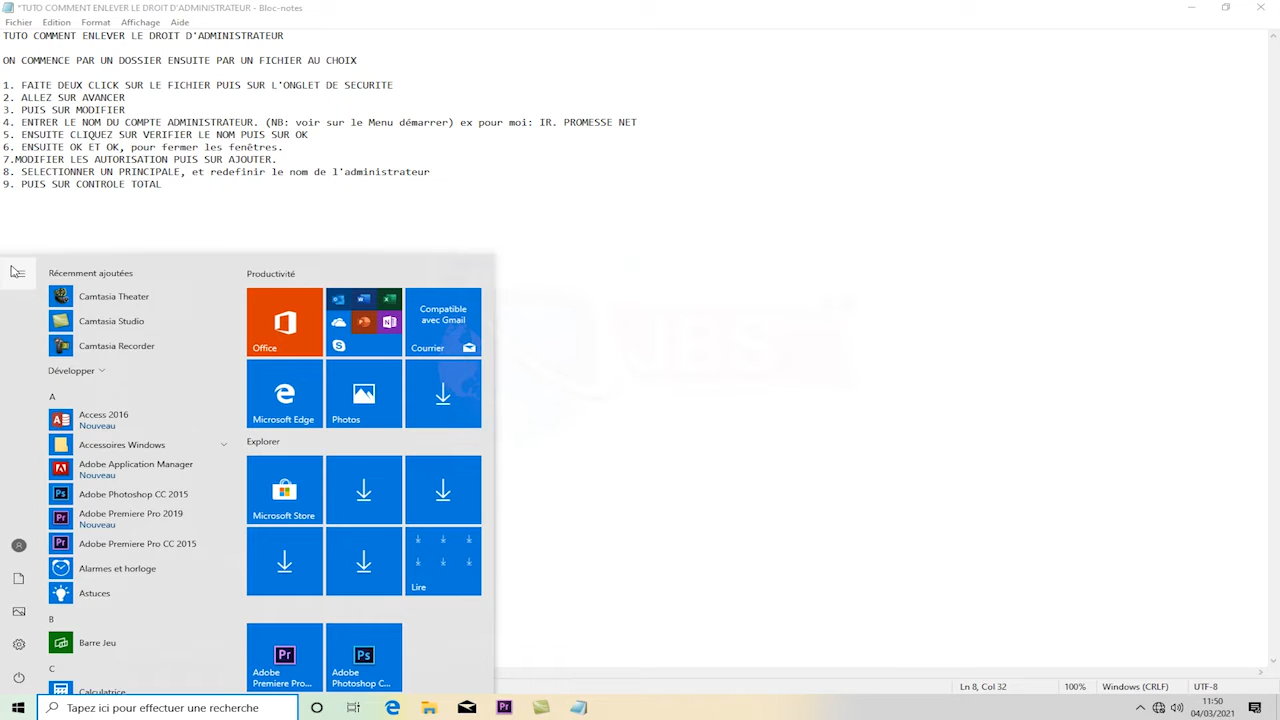 *TUTO COMMENT ENLEVER LE DROIT D'ADMINISTRATEUR - Bloc-notes
Fichier Edition Format Affichage Aide
TUTO COMMENT ENLEVER LE DROIT D'ADMINISTRATEUR
ON COMMENCE PAR UN DOSSIER ENSUITE PAR UN FICHIER AU CHOIX
1. FAITE DEUX CLICK SUR LE FICHIER PUIS SUR L'ONGLET DE SECURITE
2. ALLEZ SUR AVANCER
3. PUIS SUR MODIFIER
4. ENTRER LE NOM DU COMPTE ADMINISTRATEUR. (NB: voir sur le Menu démarrer) ex pour moi: IR. PROMESSE NET
5. ENSUITE CLIQUEZ SUR VERIFIER LE NOM PUIS SUR OK
6. ENSUITE OK ET OK, pour fermer les fenêtres.
7.MODIFIER LES AUTORISATION PUIS SUR AJOUTER.
8. SELECTIONNER UN PRINCIPALE, et redefinir le nom de l'administrateur
9. PUIS SUR CONTROLE TOTAL
Récemment ajoutées
Camtasia Theater
Camtasia Studio
Camtasia Recorder
Développer
A
Access 2016
Nouveau
Accessoires Windows
Adobe Application Manager
Nouveau
Adobe Photoshop CC 2015
Adobe Premiere Pro 2019
Nouveau
Adobe Premiere Pro CC 2015
Alarmes et horloge
Astuces
B
Barre Jeu
C
Calculatrice
Productivité
Office
Compatible
avec Gmail
Courrier
Microsoft Edge
Photos
Explorer
Microsoft Store
Lire
Adobe
Premiere Pro...
Adobe
Photoshop C...
JBS
Ln 8, Col 32 100% Windows (CRLF) UTF-8
Tapez ici pour effectuer une recherche
11:50
04/03/2021